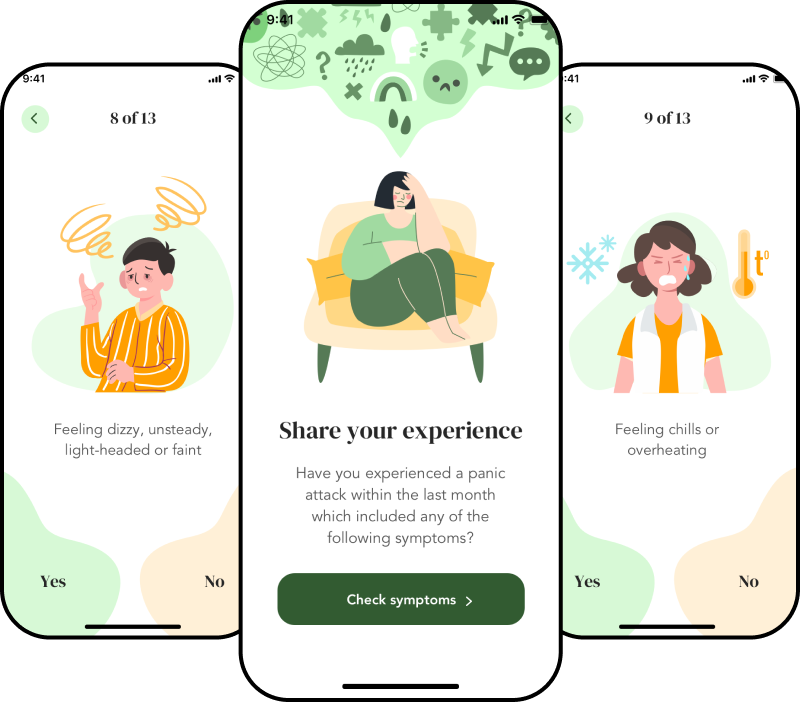 9:41
8 of 13
Feeling dizzy, unsteady,
light-headed or faint
Yes
No
9:41
?
?
Share your experience
Have you experienced a panic
attack within the last month
which included any of the
following symptoms?
Check symptoms
:41
9 of 13
t⁰
Feeling chills or
overheating
Yes
No